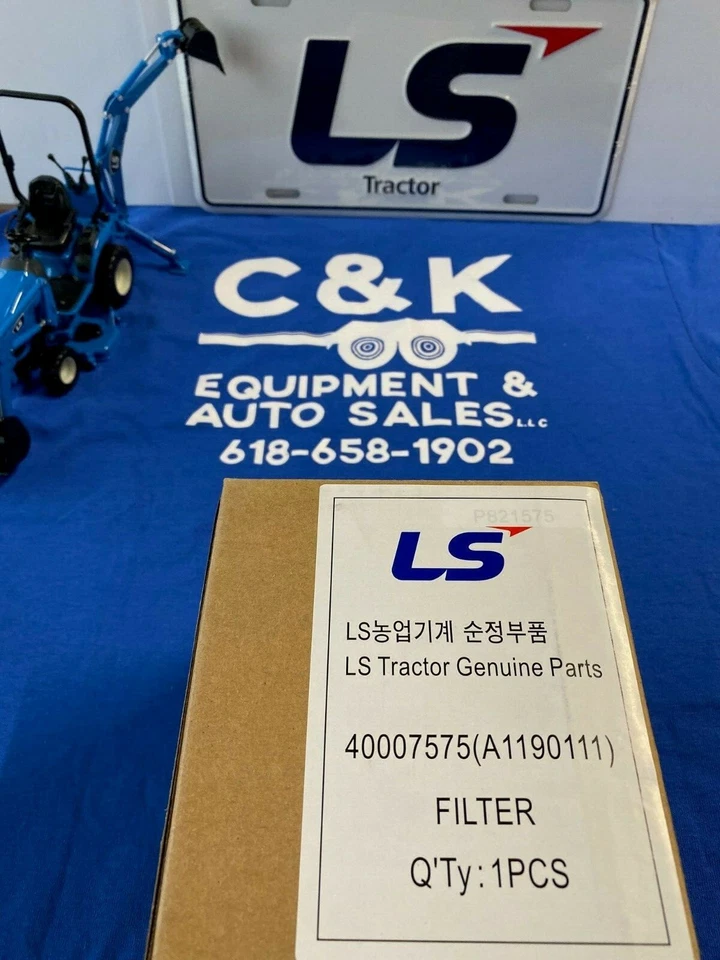 LS
Tractor
C&K
EQUIPMENT &
AUTO SALES L.L.C
618-658-1902
P821575
LS
LS농업기계 순정부품
LS Tractor Genuine Parts
40007575(A1190111)
FILTER
Q'Ty:1PCS